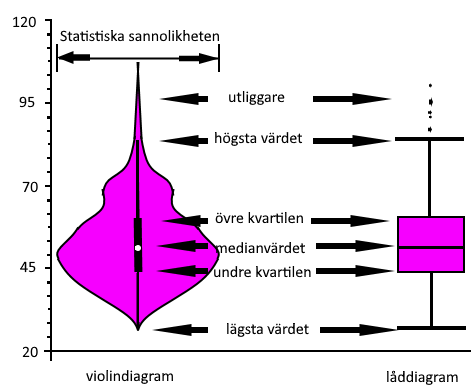 120
Statistiska sannolikheten
95
utliggare
högsta värdet
70
övre kvartilen
medianvärdet
45
undre kvartilen
lägsta värdet
20
violindiagram
låddiagram